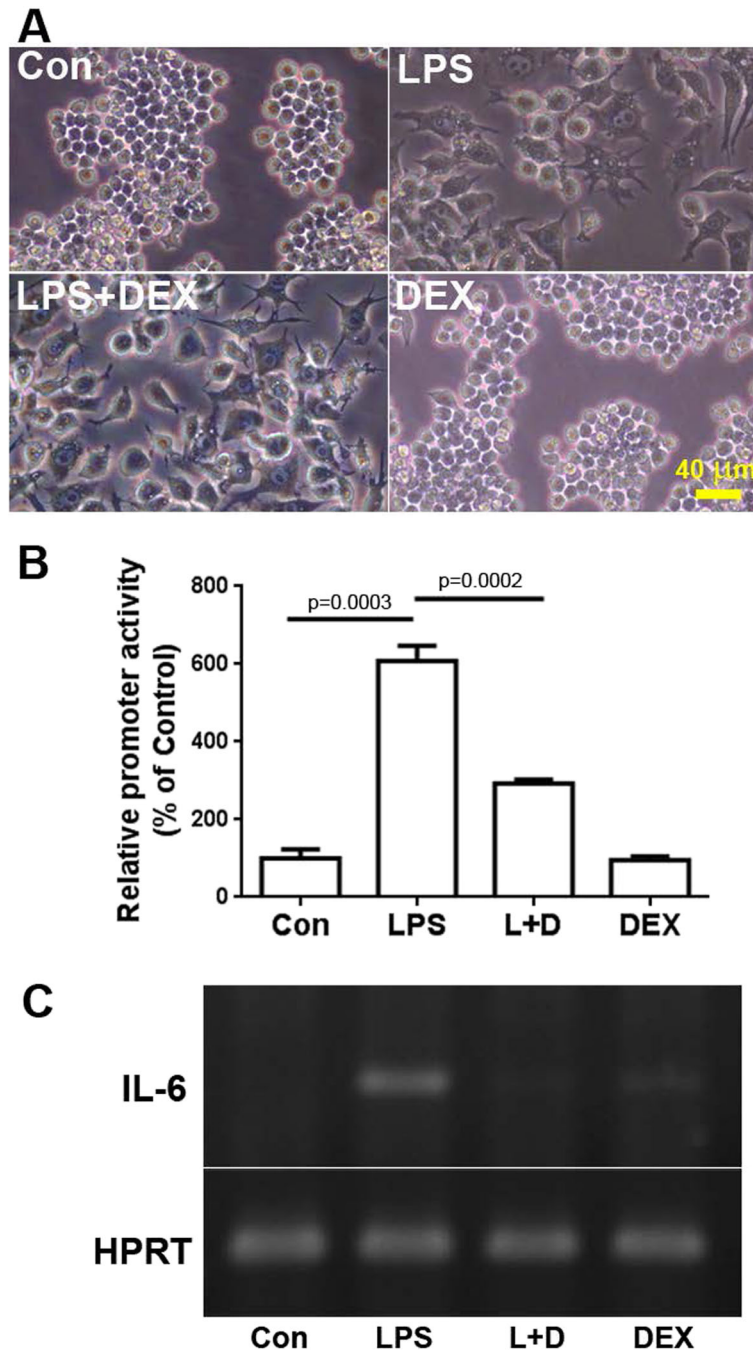 A
Con
LPS
LPS+DEX
DEX
40 μm
B
Relative promoter activity
(% of Control)
800
600
400
200
0
p=0.0003
p=0.0002
Con LPS L+D DEX
C
IL-6
HPRT
Con LPS L+D DEX